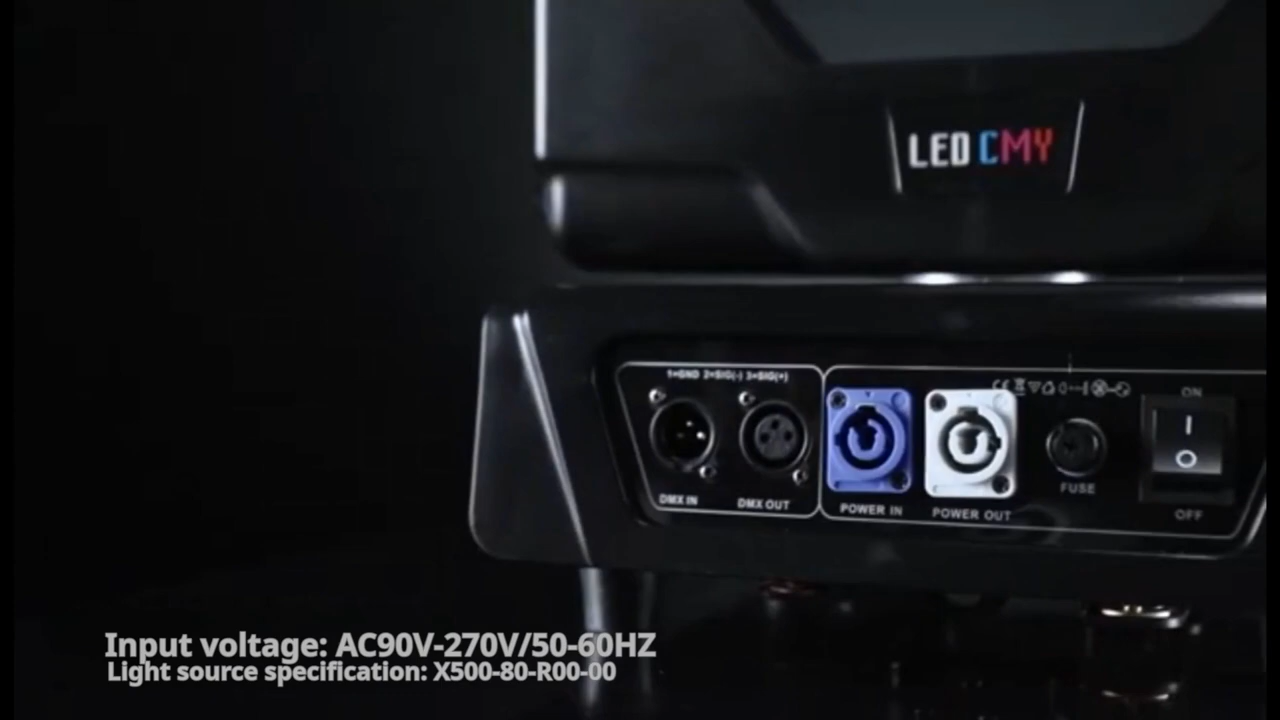 LED CMY
1=GND 2=SIG(-) 3=SIG(+)
ON
DMX IN
DMX OUT
POWER IN
POWER OUT
FUSE
OFF
Input voltage: AC90V-270V/50-60HZ
Light source specification: X500-80-R00-00